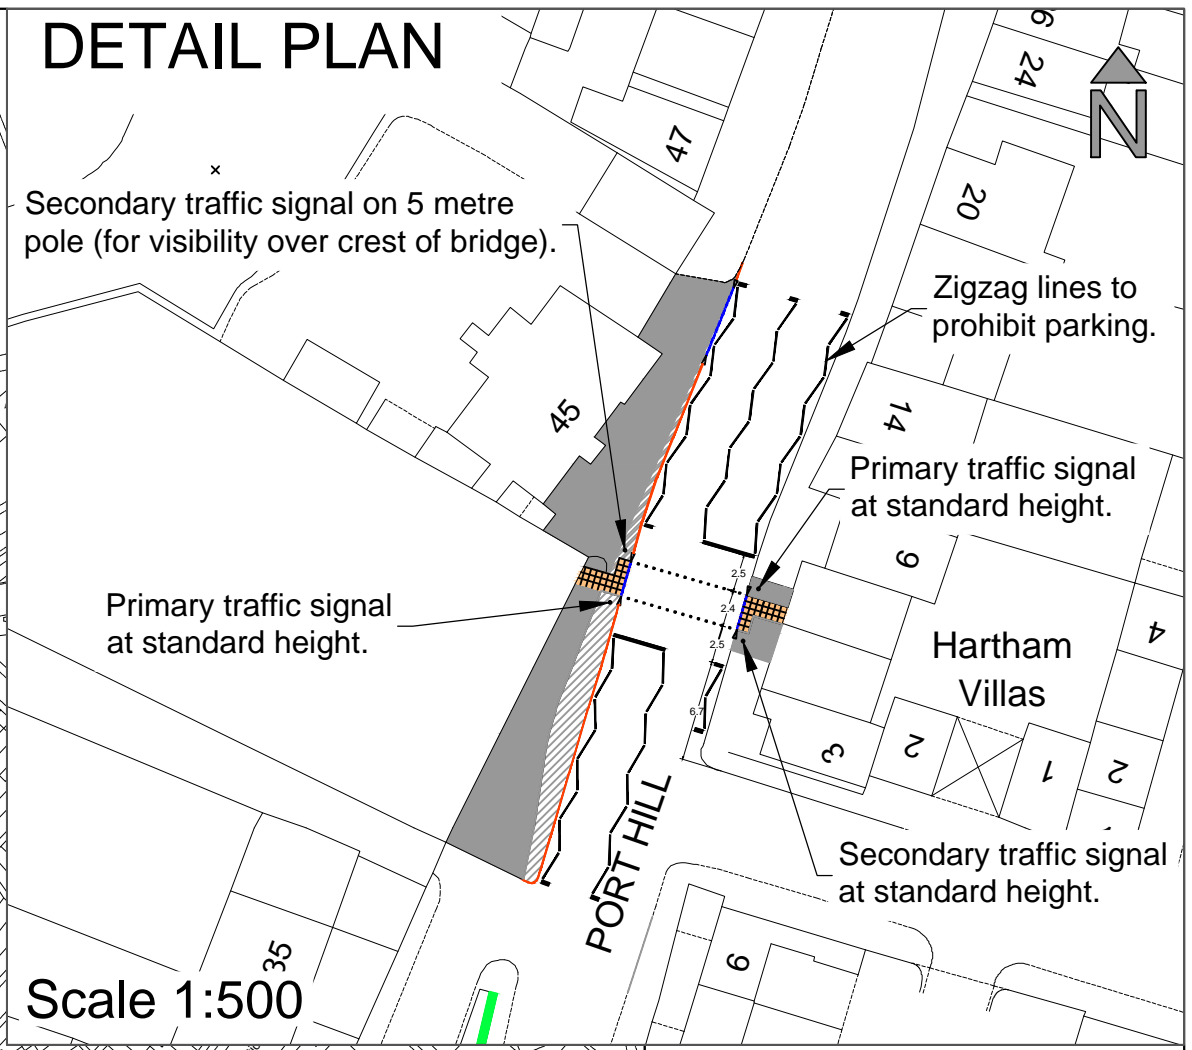 DETAIL PLAN
26
24
N
47
Secondary traffic signal on 5 metre
pole (for visibility over crest of bridge).
20
Zigzag lines to
prohibit parking.
45
14
Primary traffic signal
at standard height.
2.5
9
2.4
Primary traffic signal
at standard height.
2.5
4
Hartham
Villas
6.7
3
2
1
2
PORT HILL
Secondary traffic signal
at standard height.
35
9
Scale 1:500